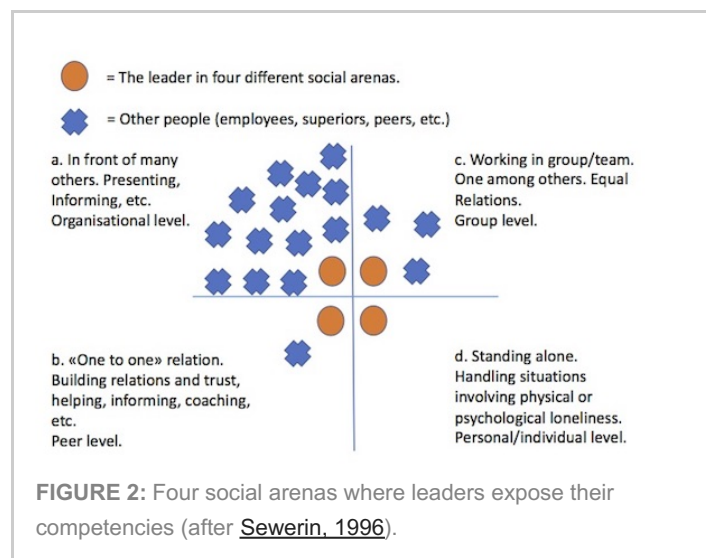 = The leader in four different social arenas.
= Other people (employees, superiors, peers, etc.)
a. In front of many
others. Presenting,
Informing, etc.
Organisational level.
c. Working in group/team.
One among others. Equal
Relations.
Group level.
b. «One to one» relation.
Building relations and trust,
helping, informing, coaching,
etc.
Peer level.
d. Standing alone.
Handling situations
involving physical or
psychological loneliness.
Personal/individual level.
FIGURE 2: Four social arenas where leaders expose their
competencies (after Sewerin, 1996).